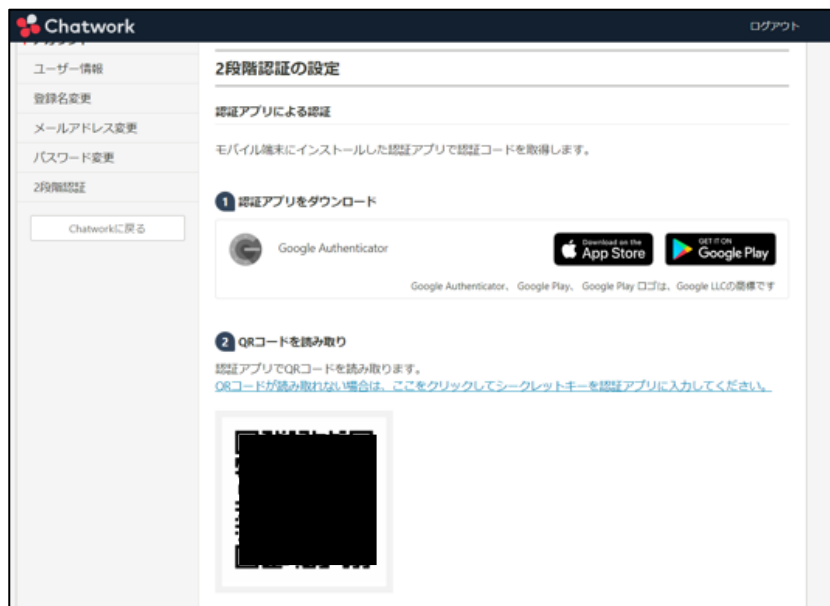 Chatwork
ログアウト
ユーザー情報
登録名変更
メールアドレス変更
パスワード変更
2段階認証
Chatworkに戻る
2段階認証の設定
認証アプリによる認証
モバイル端末にインストールした認証アプリで認証コードを取得します。
1 認証アプリをダウンロード
Google Authenticator
Download on the
App Store
GET IT ON
Google Play
Google Authenticator、 Google Play、 Google Play ロゴは、Google LLCの商標です
2 QRコードを読み取り
認証アプリでQRコードを読み取ります。
QRコードが読み取れない場合は、ここをクリックしてシークレットキーを認証アプリに入力してください。